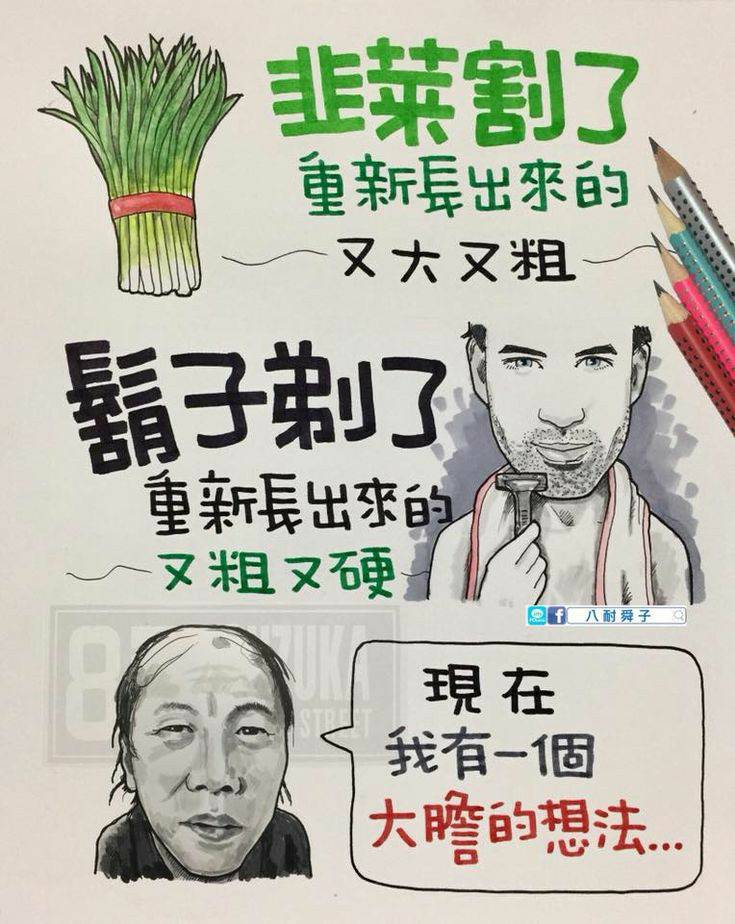 韭菜割了
重新長出來的
又大又粗
鬍子剃了
重新長出來的
又粗又硬
八耐舜子
現在
我有一個
大膽的想法...